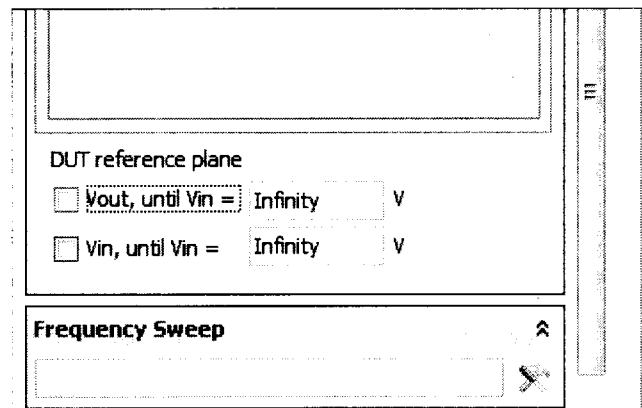 DUT reference plane
Vout, until Vin = Infinity V
Vin, until Vin = Infinity V
Frequency Sweep